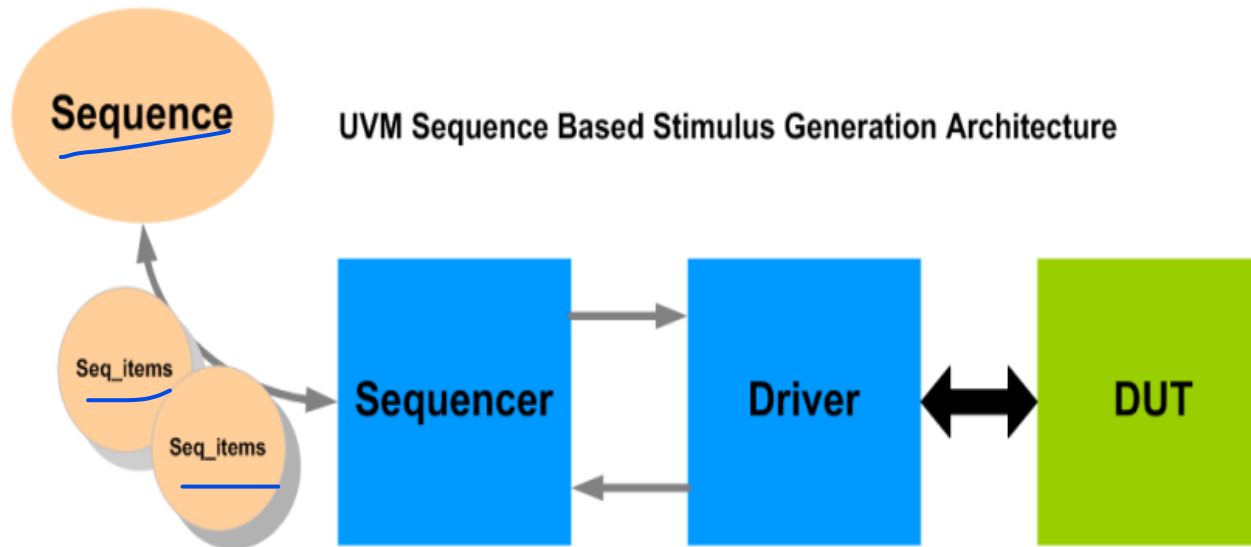 Sequence
UVM Sequence Based Stimulus Generation Architecture
Seq_items
Sequencer
Driver
DUT
Seq_items